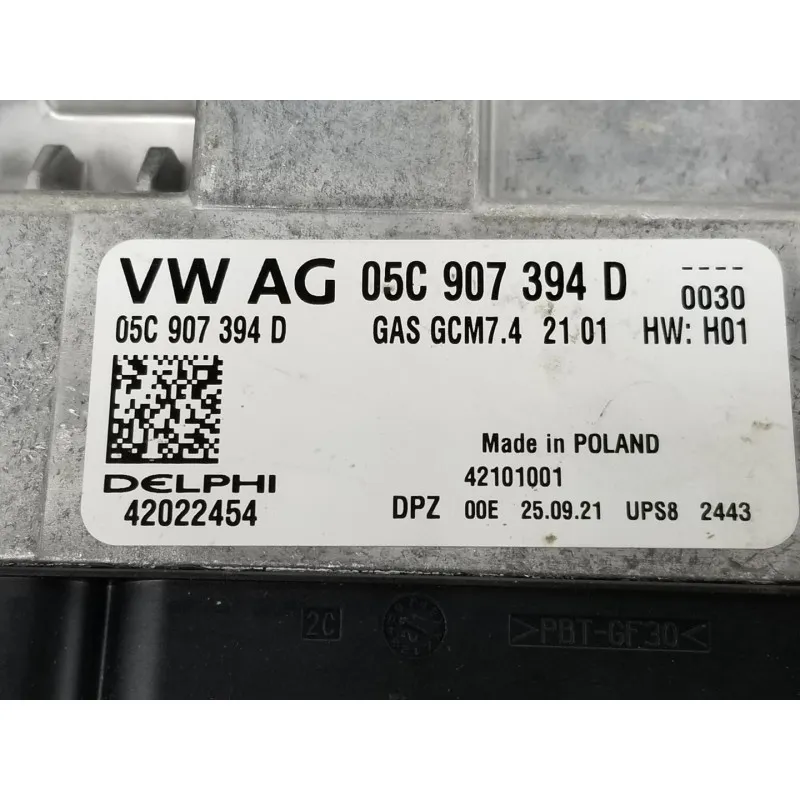 VW AG 05C 907 394 D ----
0030
05C 907 394 D GAS GCM7.4 21 01 HW: H01
Made in POLAND
42101001
DELPHI
42022454 DPZ 00E 25.09.21 UPS8 2443
2C >PBT-GF30<